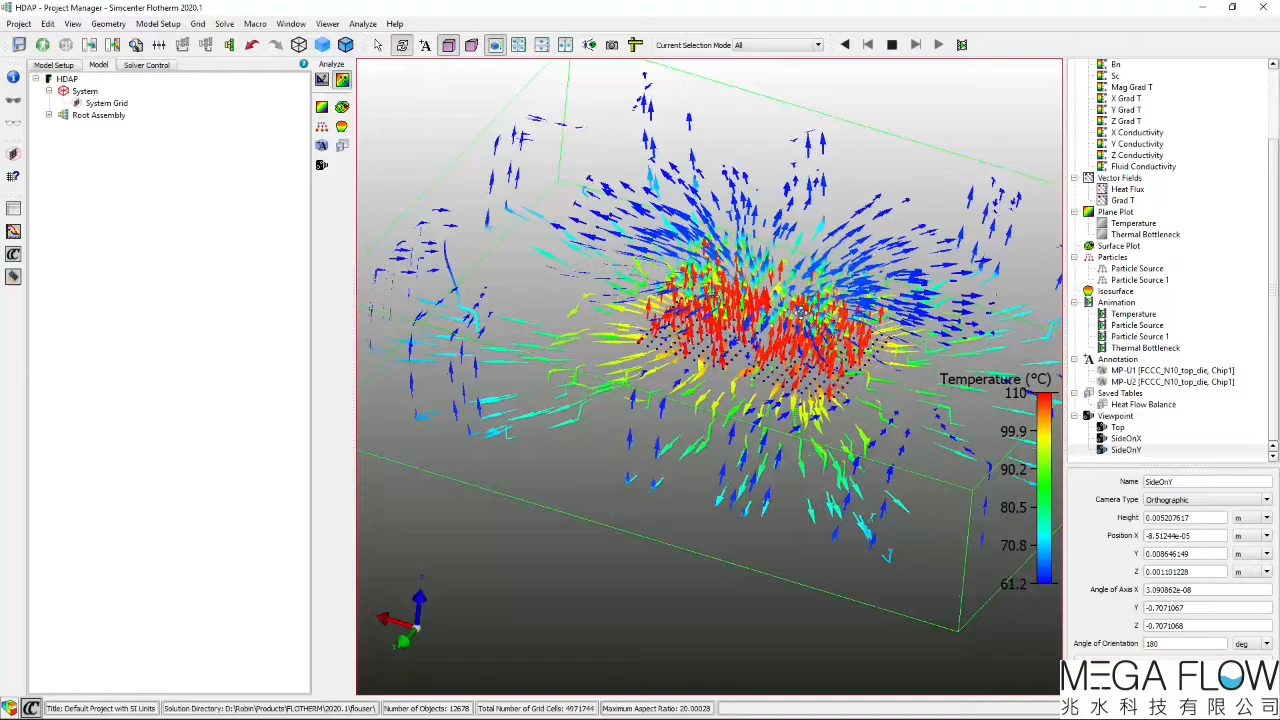 HDAP - Project Manager - Simcenter Flotherm 2020.1
Project Edit View Geometry Model Setup Grid Solve Macro Window Viewer Analyze Help
Current Selection Mode All
Model Setup Model Solver Control
Analyze
HDAP
System
System Grid
Root Assembly
Temperature (°C)
110
99.9
90.2
80.5
70.8
61.2
Bn
Sc
Mag Grad T
X Grad T
Y Grad T
Z Grad T
X Conductivity
Y Conductivity
Z Conductivity
Fluid Conductivity
Vector Fields
Heat Flux
Grad T
Plane Plot
Temperature
Thermal Bottleneck
Surface Plot
Particles
Particle Source
Particle Source 1
Isosurface
Animation
Temperature
Particle Source
Particle Source 1
Thermal Bottleneck
Annotation
MP-U1 [FCCC_N10_top_die, Chip1]
MP-U2 [FCCC_N10_top_die, Chip1]
Saved Tables
Heat Flow Balance
Viewpoint
Top
SideOnX
SideOnY
Name SideOnY
Camera Type Orthographic
Height 0.005207617 m
Position X -8.51244e-05 m
Y 0.008646149 m
Z 0.001101228 m
Angle of Axis X 3.090862e-08
Y -0.7071067
Z -0.7071068
Angle of Orientation 180 deg
MEGA FLOW
兆水科技有限公司
Title: Default Project with SI Units Solution Directory: D:\Robin\Products\FLOTHERM\2020.1\flouser\ Number of Objects: 12678 Total Number of Grid Cells: 4971744 Maximum Aspect Ratio: 20.00028
x
y
z